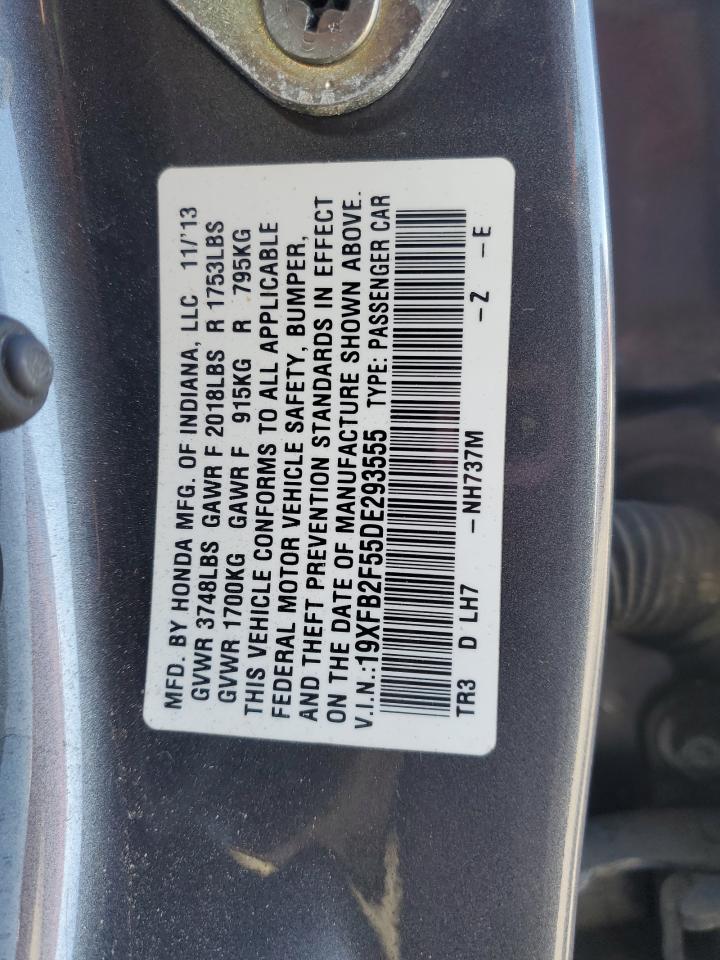 MFD. BY HONDA MFG. OF INDIANA, LLC 11/'13
GVWR 3748LBS GAWR F 2018LBS R 1753LBS
GVWR 1700KG GAWR F 915KG R 795KG
THIS VEHICLE CONFORMS TO ALL APPLICABLE
FEDERAL MOTOR VEHICLE SAFETY, BUMPER,
AND THEFT PREVENTION STANDARDS IN EFFECT
ON THE DATE OF MANUFACTURE SHOWN ABOVE.
V.I.N.:19XFB2F55DE293555 TYPE: PASSENGER CAR
TR3 D LH7 -NH737M -Z -E